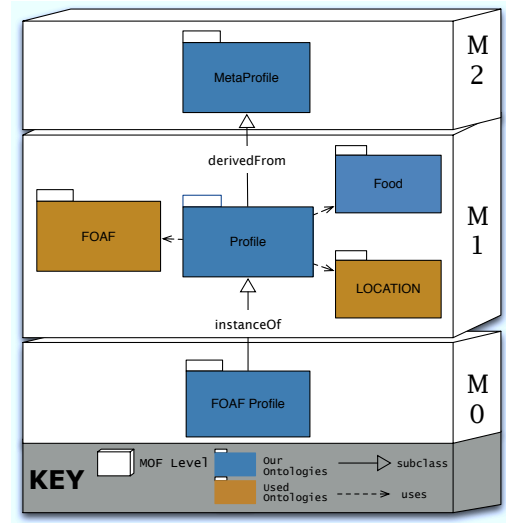 M
2
MetaProfile
derivedFrom
Food
M
1
FOAF
Profile
LOCATION
instanceOf
M
0
FOAF Profile
KEY
MOF Level
Our
Ontologies
subclass
Used
Ontologies
uses